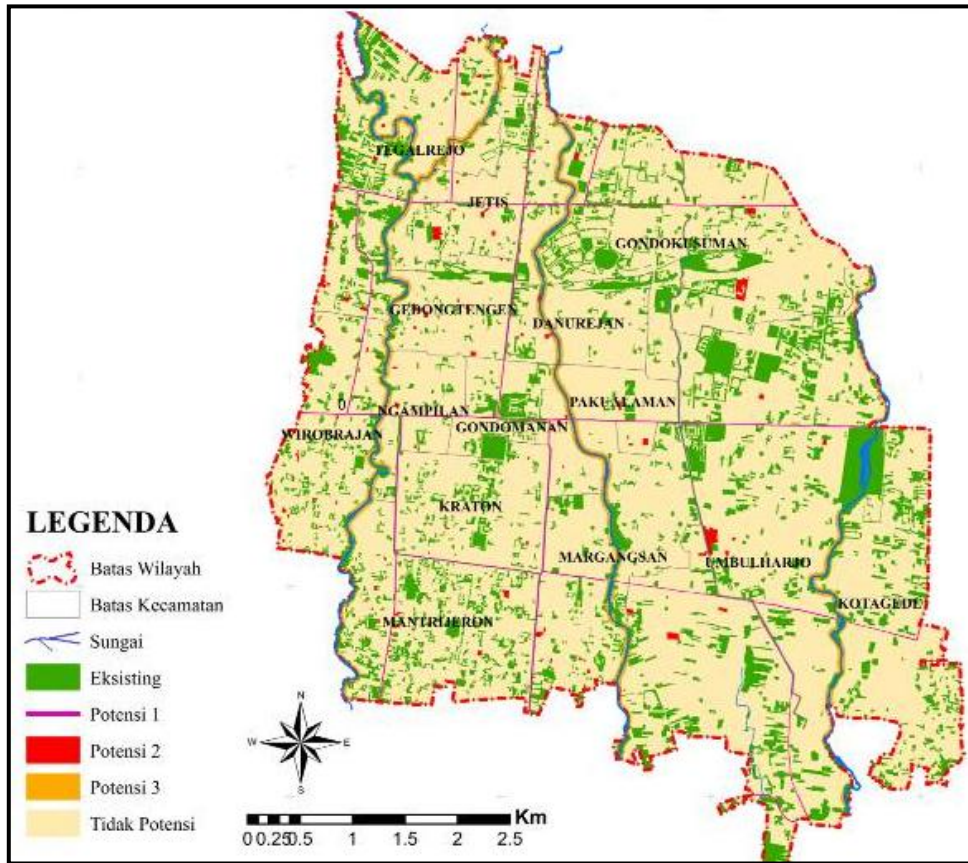 TEGALREJO
JETIS
GONDOKUSUMAN
GEDONGTENGEN
DANUREJAN
PAKUALAMAN
NGAMPILAN
GONDOMANAN
WIROBRAJAN
KRATON
MARGANGSAN
UMBULHARJO
KOTAGEDE
MANTRIJERON
0
LEGENDA
Batas Wilayah
Batas Kecamatan
Sungai
Eksisting
Potensi 1
Potensi 2
Potensi 3
Tidak Potensi
N
W E
S
0 0.25 0.5 1 1.5 2 2.5 Km